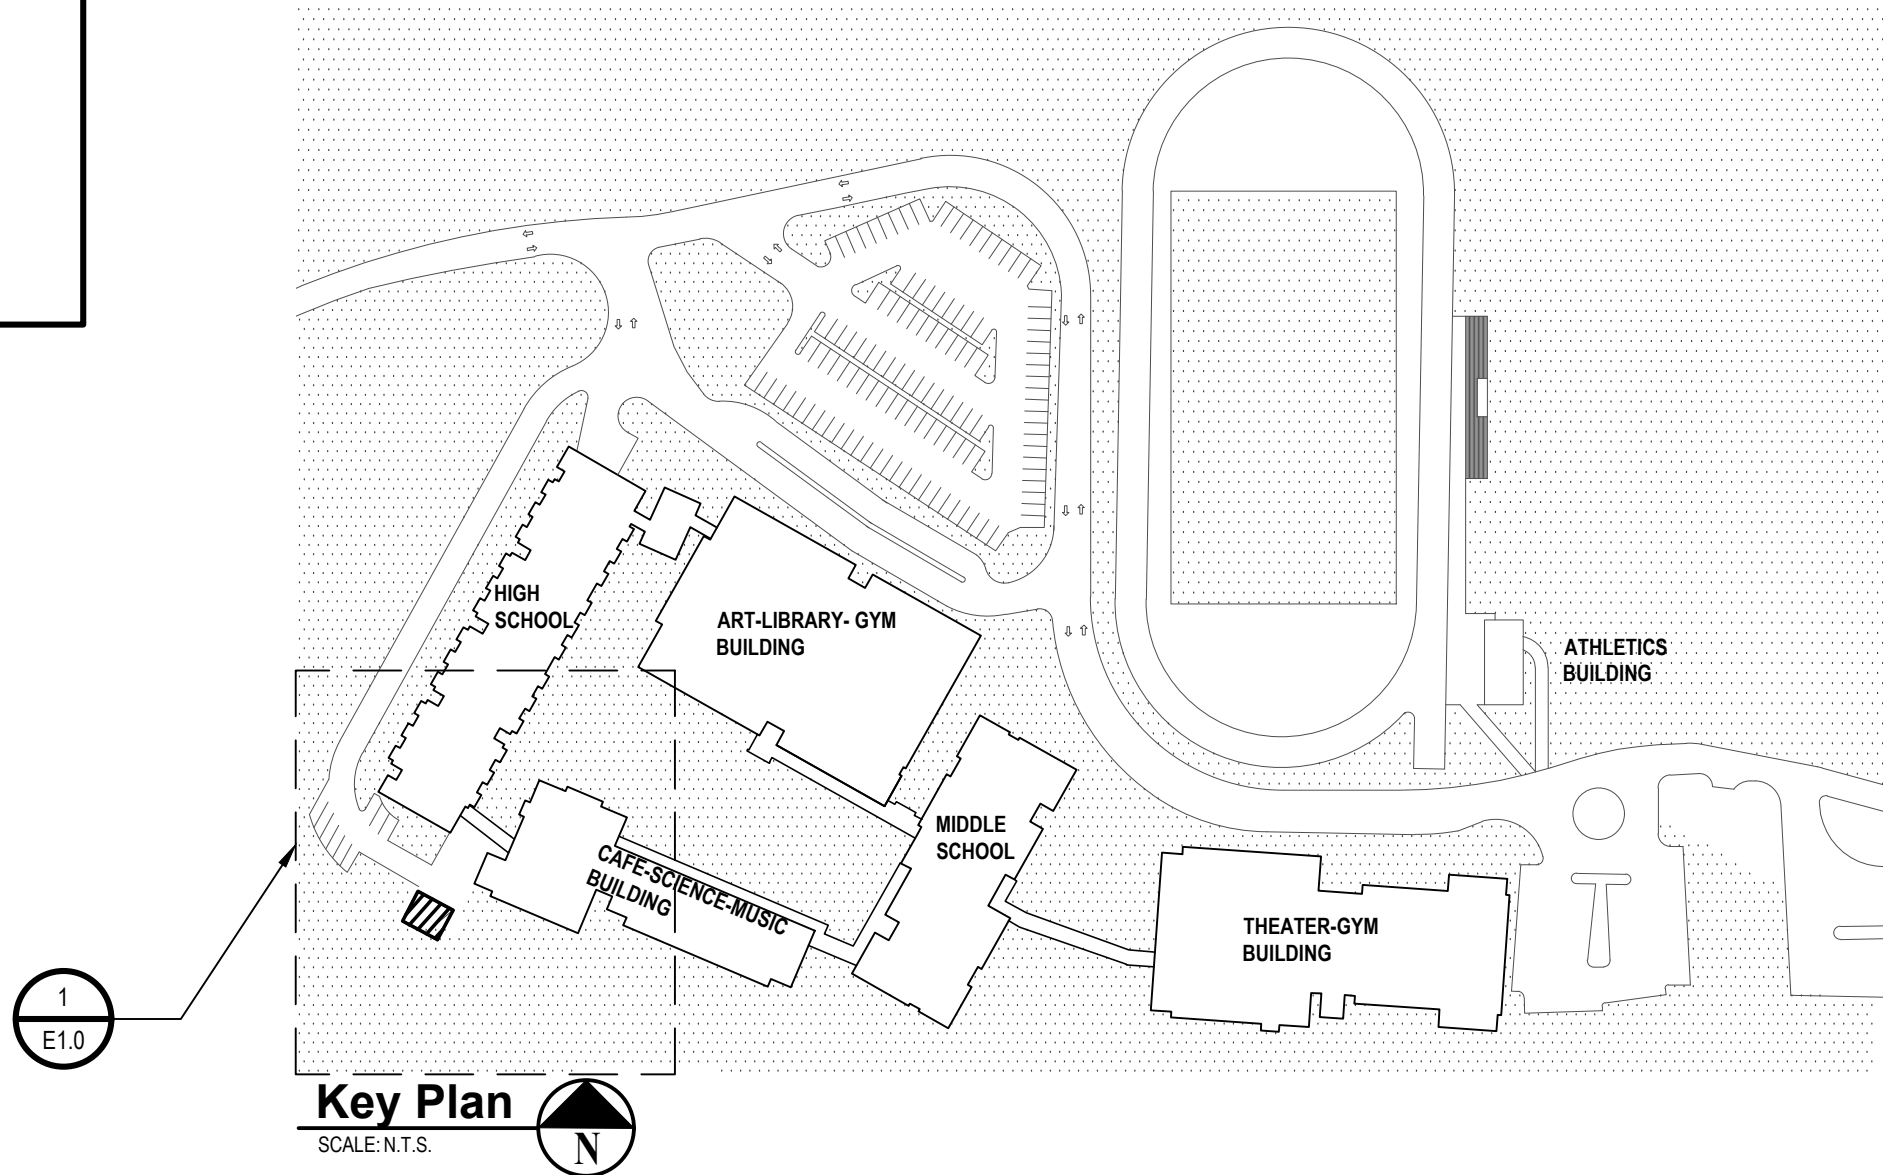 HIGH
SCHOOL
ART-LIBRARY- GYM
BUILDING
ATHLETICS
BUILDING
MIDDLE
SCHOOL
CAFE-SCIENCE-MUSIC
BUILDING
THEATER-GYM
BUILDING
1
E1.0
Key Plan
SCALE: N.T.S.
N